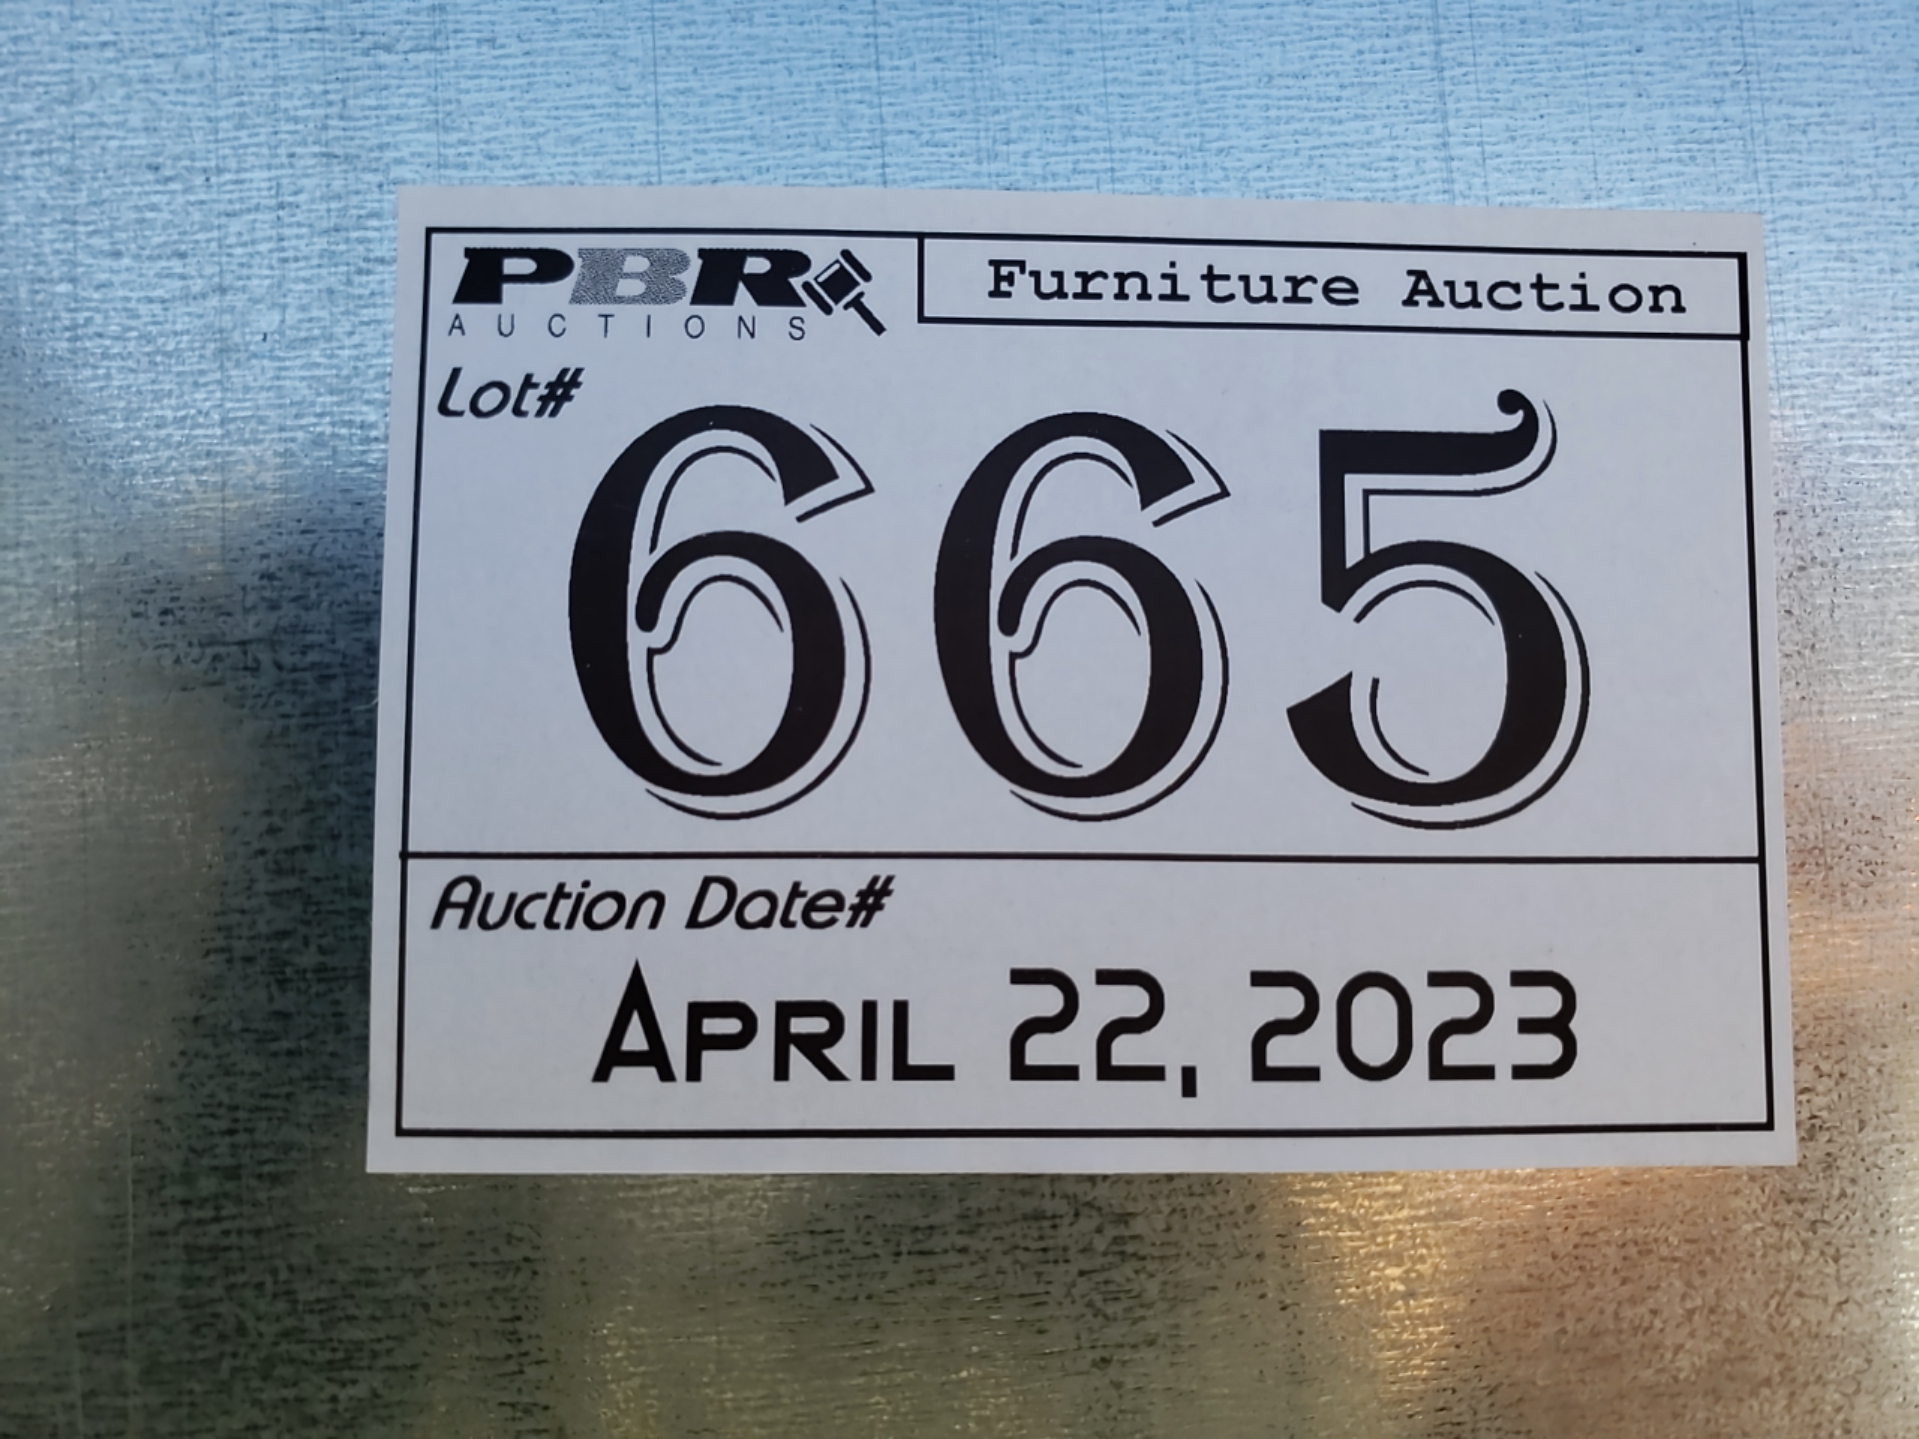 PBR
AUCTIONS
Furniture Auction
Lot#
665
Auction Date#
APRIL 22, 2023